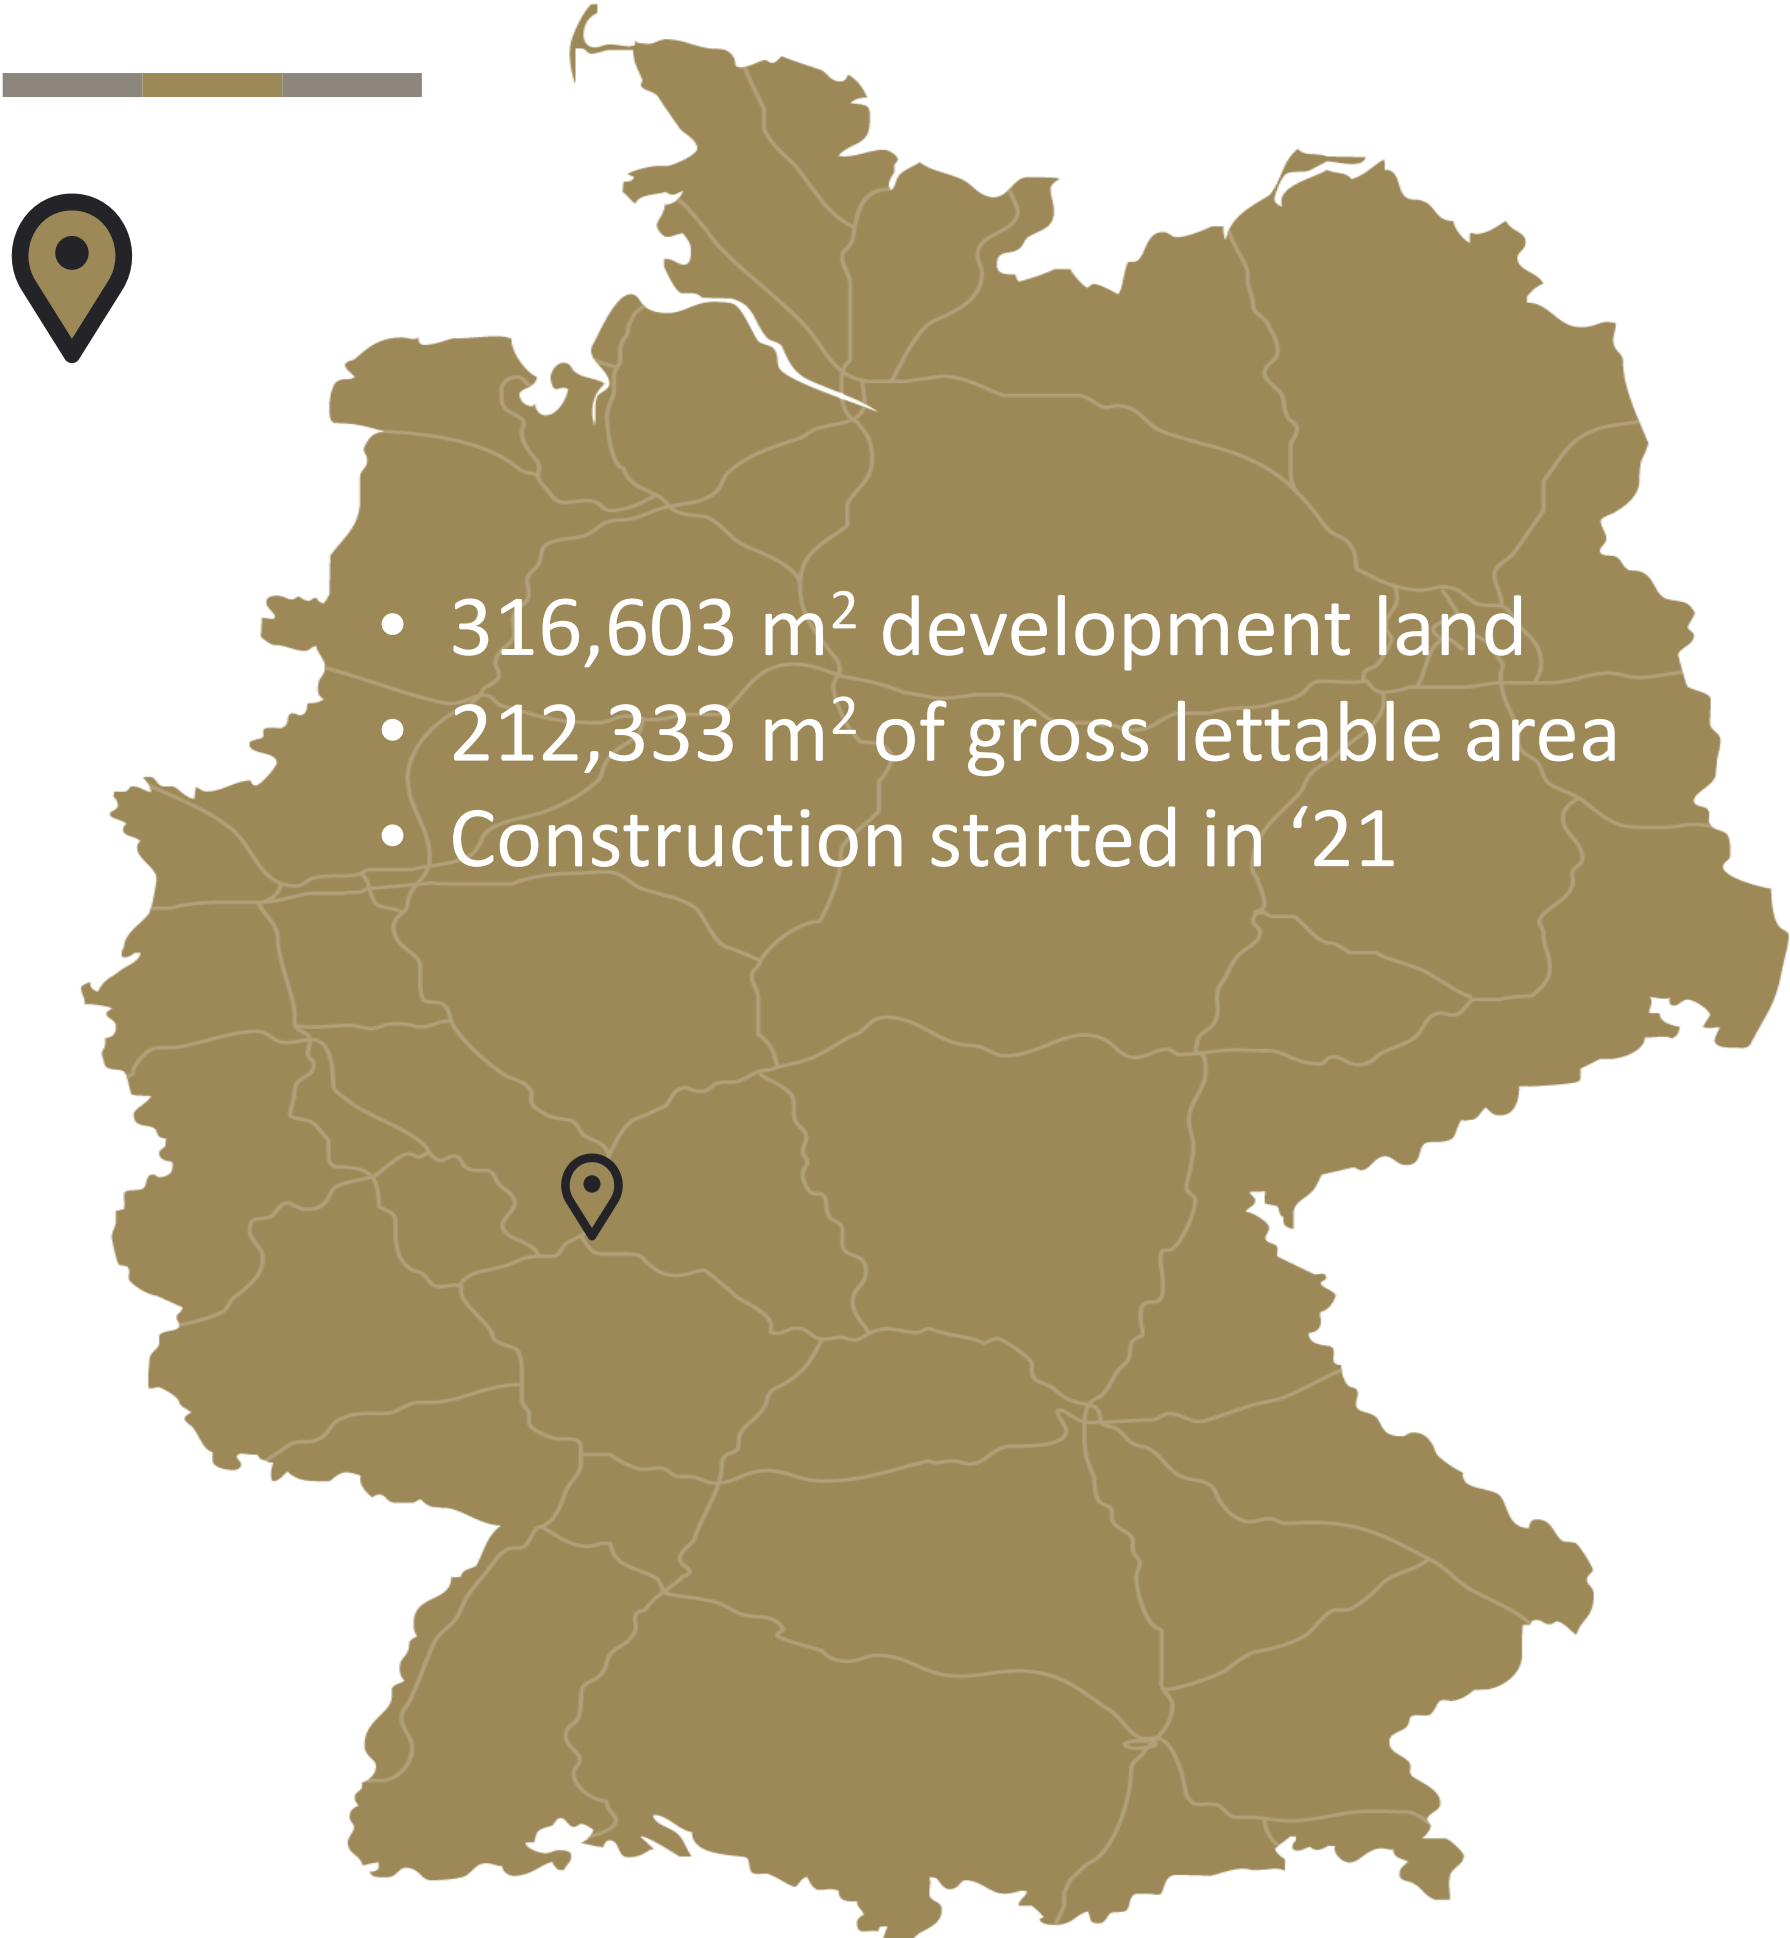 • 316,603 m² development land
• 212,333 m² of gross lettable area
• Construction started in ‘21